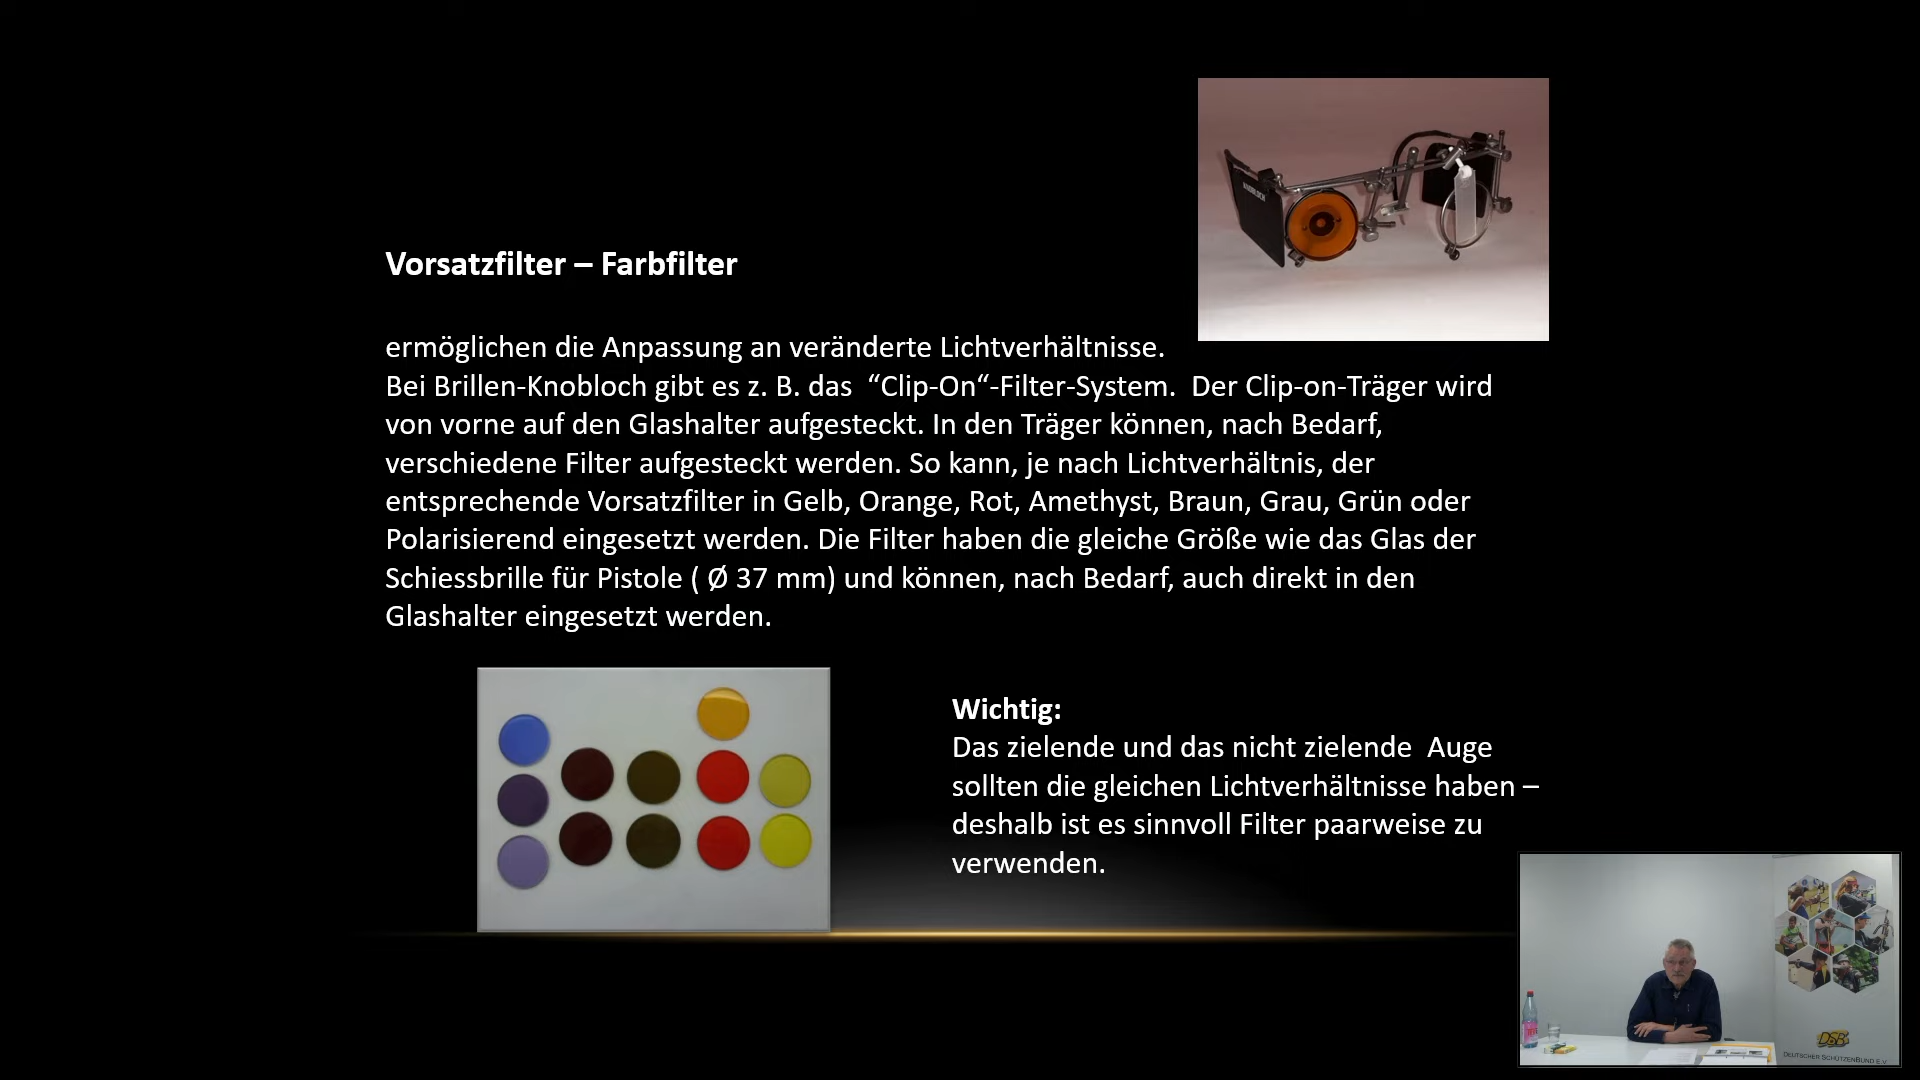 Vorsatzfilter – Farbfilter
ermöglichen die Anpassung an veränderte Lichtverhältnisse.
Bei Brillen-Knobloch gibt es z. B. das  “Clip-On“-Filter-System.  Der Clip-on-Träger wird
von vorne auf den Glashalter aufgesteckt. In den Träger können, nach Bedarf,
verschiedene Filter aufgesteckt werden. So kann, je nach Lichtverhältnis, der
entsprechende Vorsatzfilter in Gelb, Orange, Rot, Amethyst, Braun, Grau, Grün oder
Polarisierend eingesetzt werden. Die Filter haben die gleiche Größe wie das Glas der
Schiessbrille für Pistole ( Ø 37 mm) und können, nach Bedarf, auch direkt in den
Glashalter eingesetzt werden.
Wichtig:
Das zielende und das nicht zielende  Auge
sollten die gleichen Lichtverhältnisse haben –
deshalb ist es sinnvoll Filter paarweise zu
verwenden.
DSB
DEUTSCHER SCHÜTZENBUND E.V.